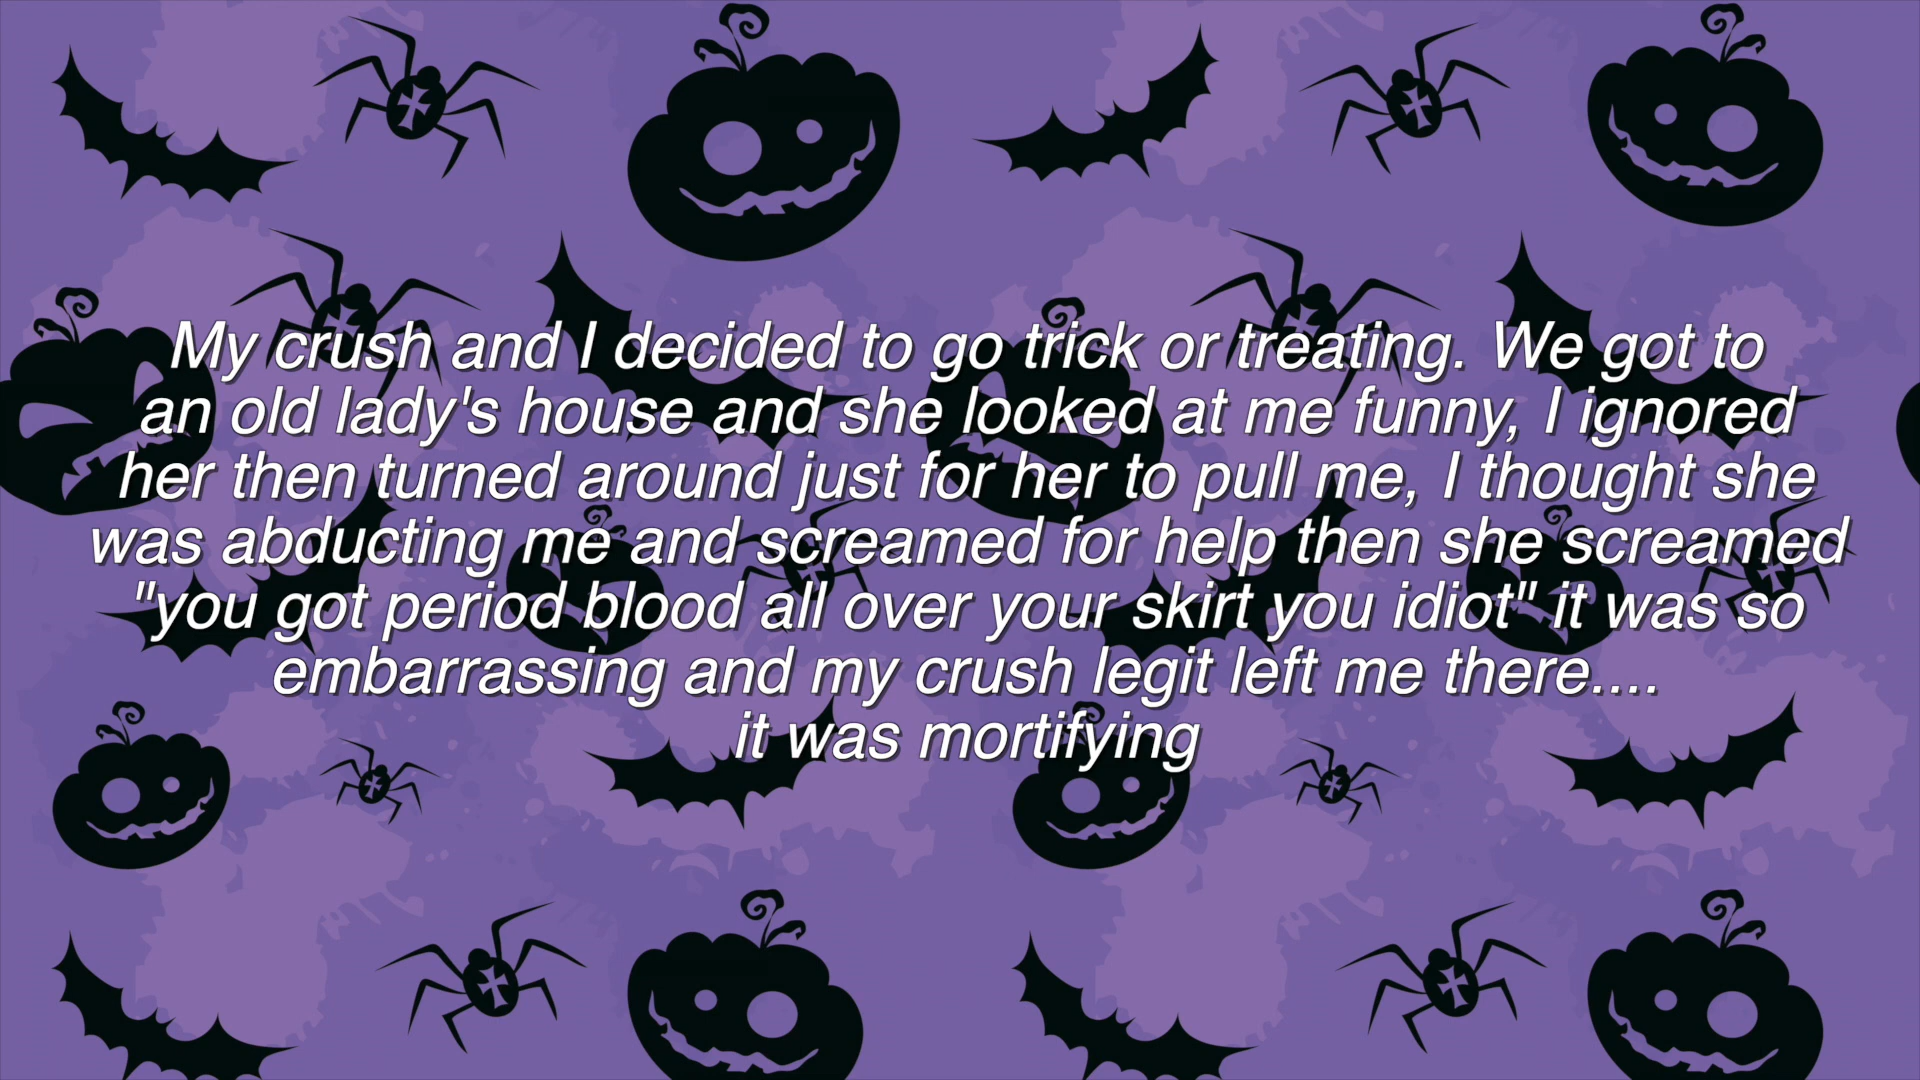 My crush and I decided to go trick or treating. We got to
an old lady's house and she looked at me funny, I ignored
her then turned around just for her to pull me, I thought she
was abducting me and screamed for help then she screamed
"you got period blood all over your skirt you idiot" it was so
embarrassing and my crush legit left me there....
it was mortifying